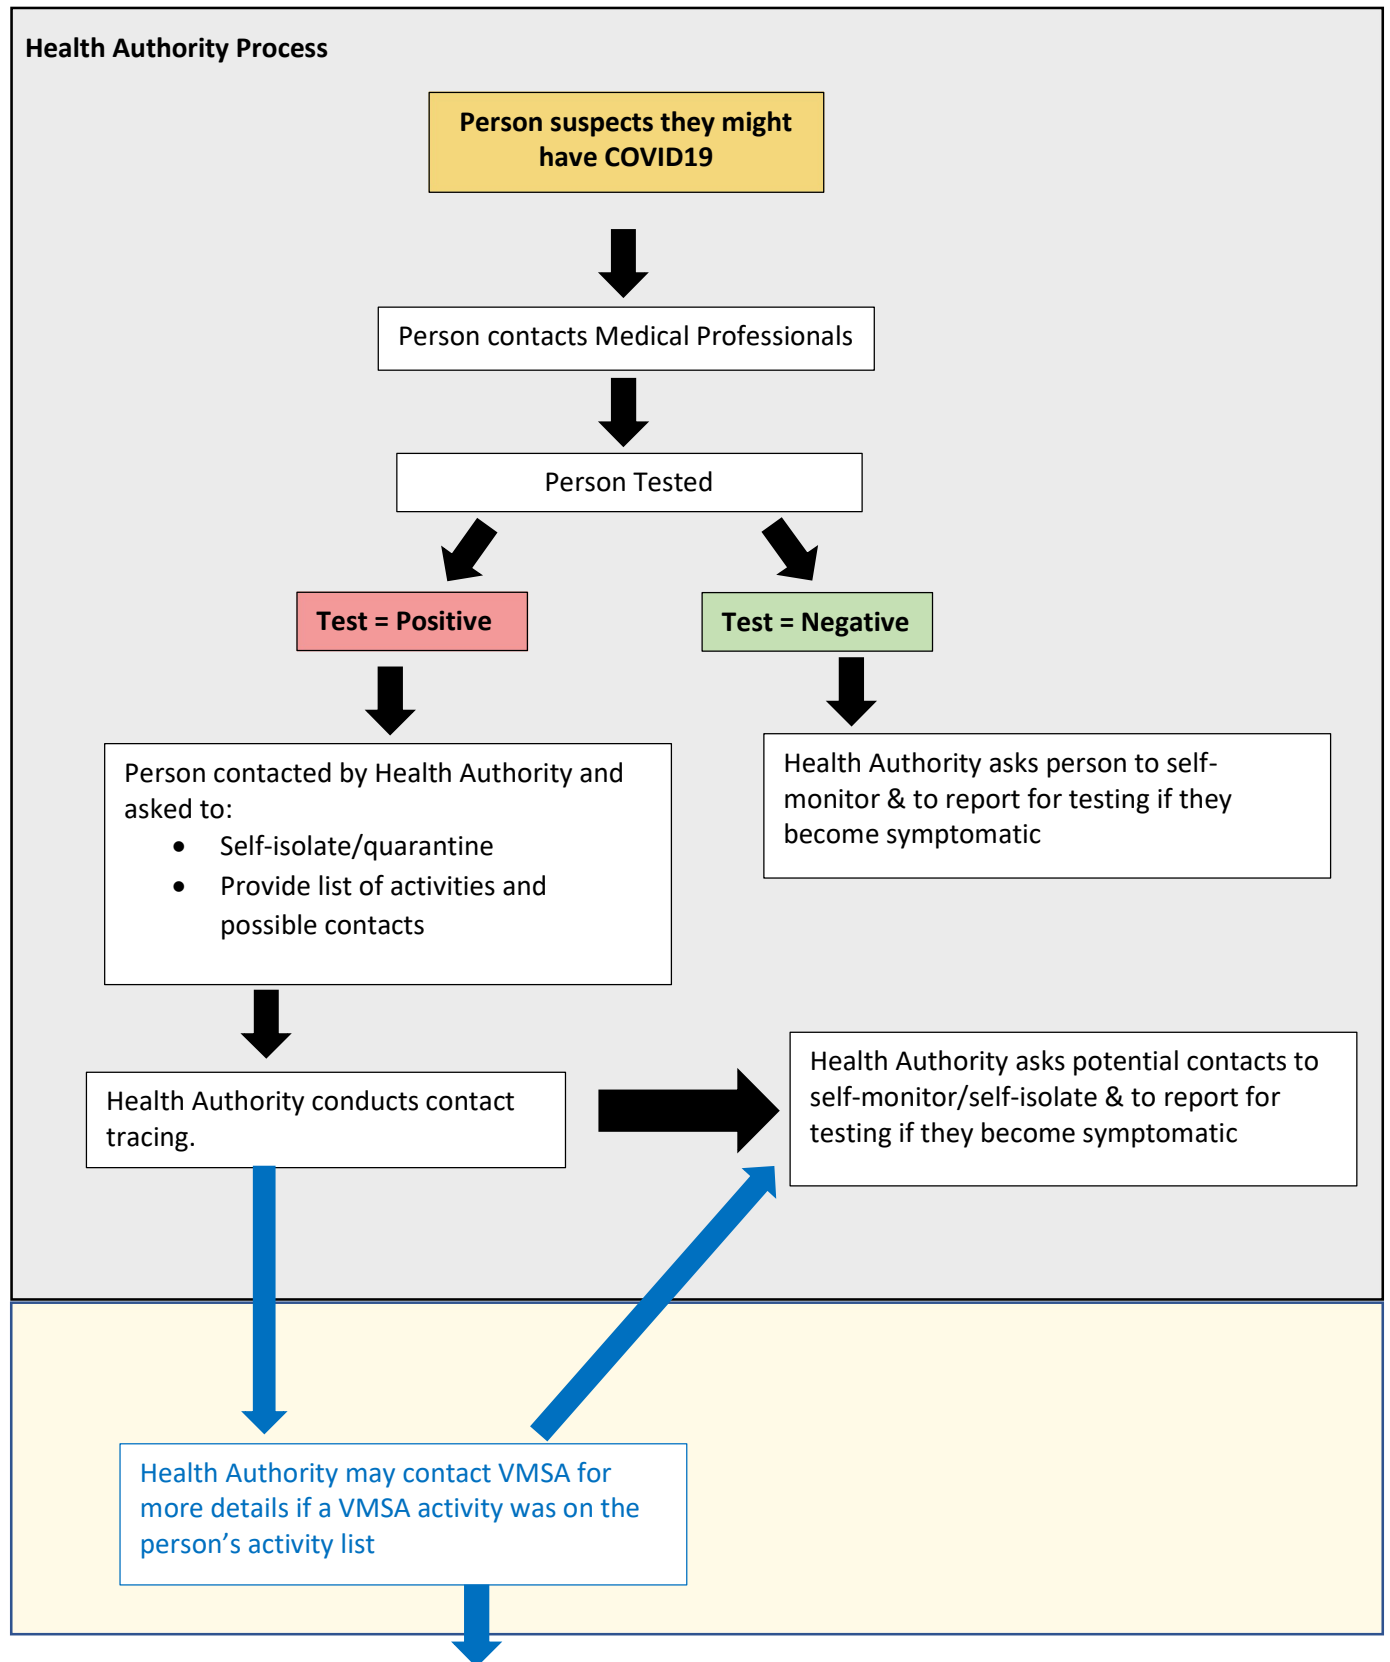 Health Authority Process
Person suspects they might
have COVID19
Person contacts Medical Professionals
Person Tested
Test = Positive
Test = Negative
Person contacted by Health Authority and
asked to:
• Self-isolate/quarantine
• Provide list of activities and
possible contacts
Health Authority asks person to self-
monitor & to report for testing if they
become symptomatic
Health Authority conducts contact
tracing.
Health Authority asks potential contacts to
self-monitor/self-isolate & to report for
testing if they become symptomatic
Health Authority may contact VMSA for
more details if a VMSA activity was on the
person’s activity list